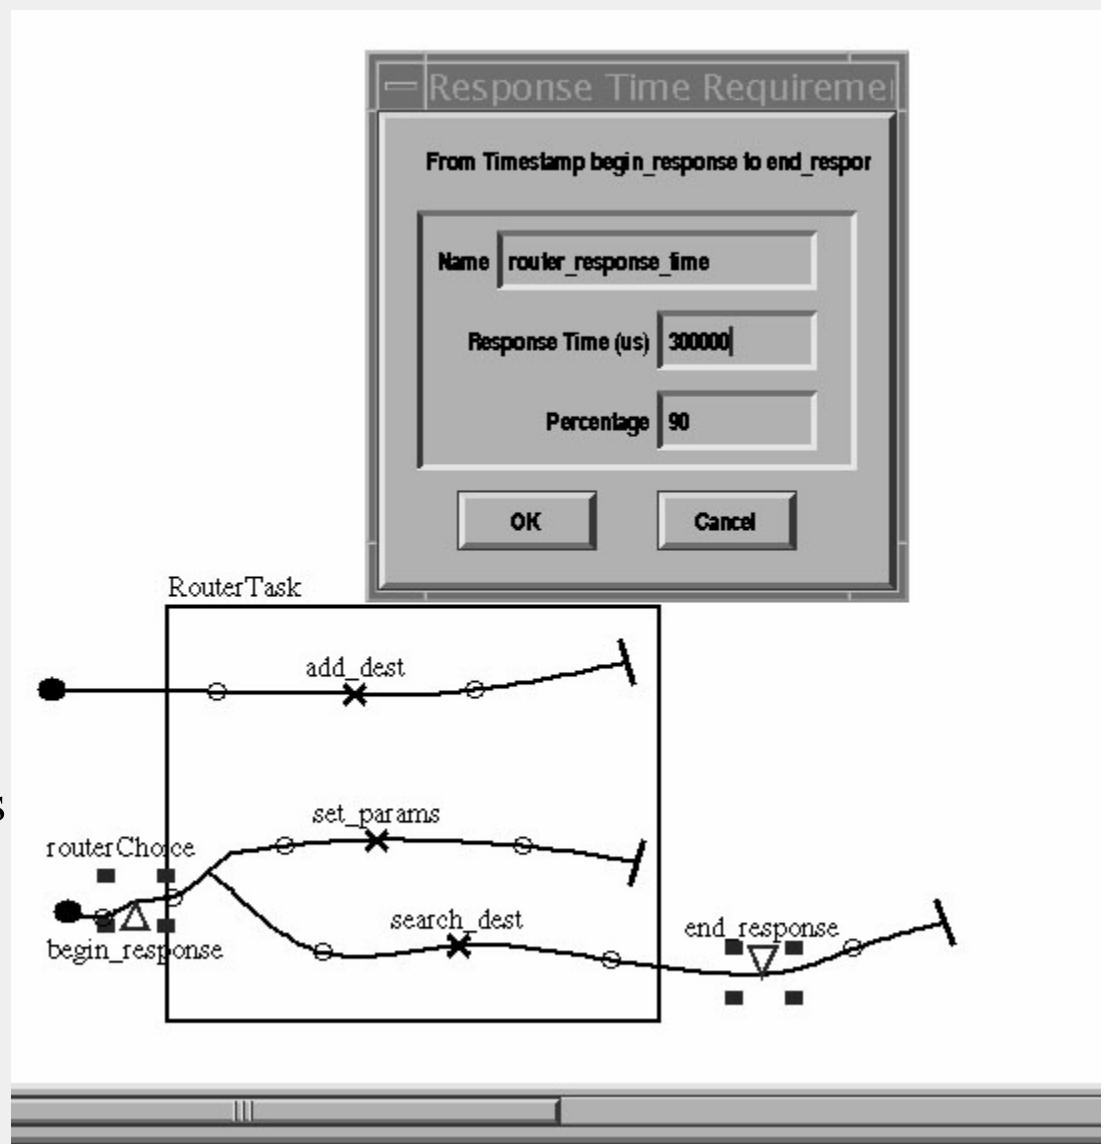 Response Time Requiremen
From Timestamp begin_response to end_respor
Name router_response_time
Response Time (us) 300000
Percentage 90
OK Cancel
RouterTask
add_dest
set_params
routerChoice
search_dest
end_response
begin_response
s